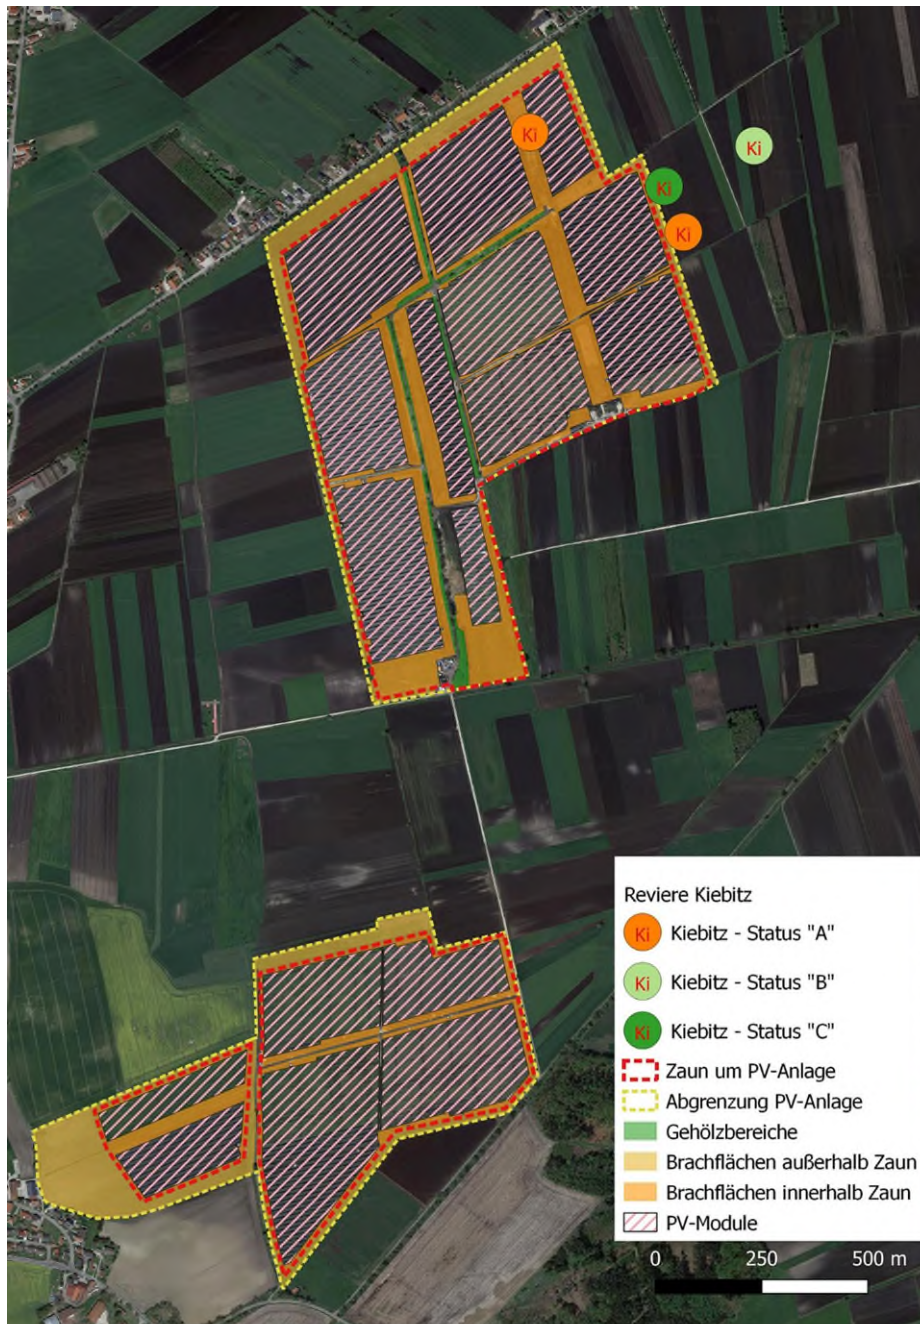 Ki
Ki
Ki
Ki
Reviere Kiebitz
Ki Kiebitz - Status "A"
Ki Kiebitz - Status "B"
Ki Kiebitz - Status "C"
Zaun um PV-Anlage
Abgrenzung PV-Anlage
Gehölzbereiche
Brachflächen außerhalb Zaun
Brachflächen innerhalb Zaun
PV-Module
0 250 500 m